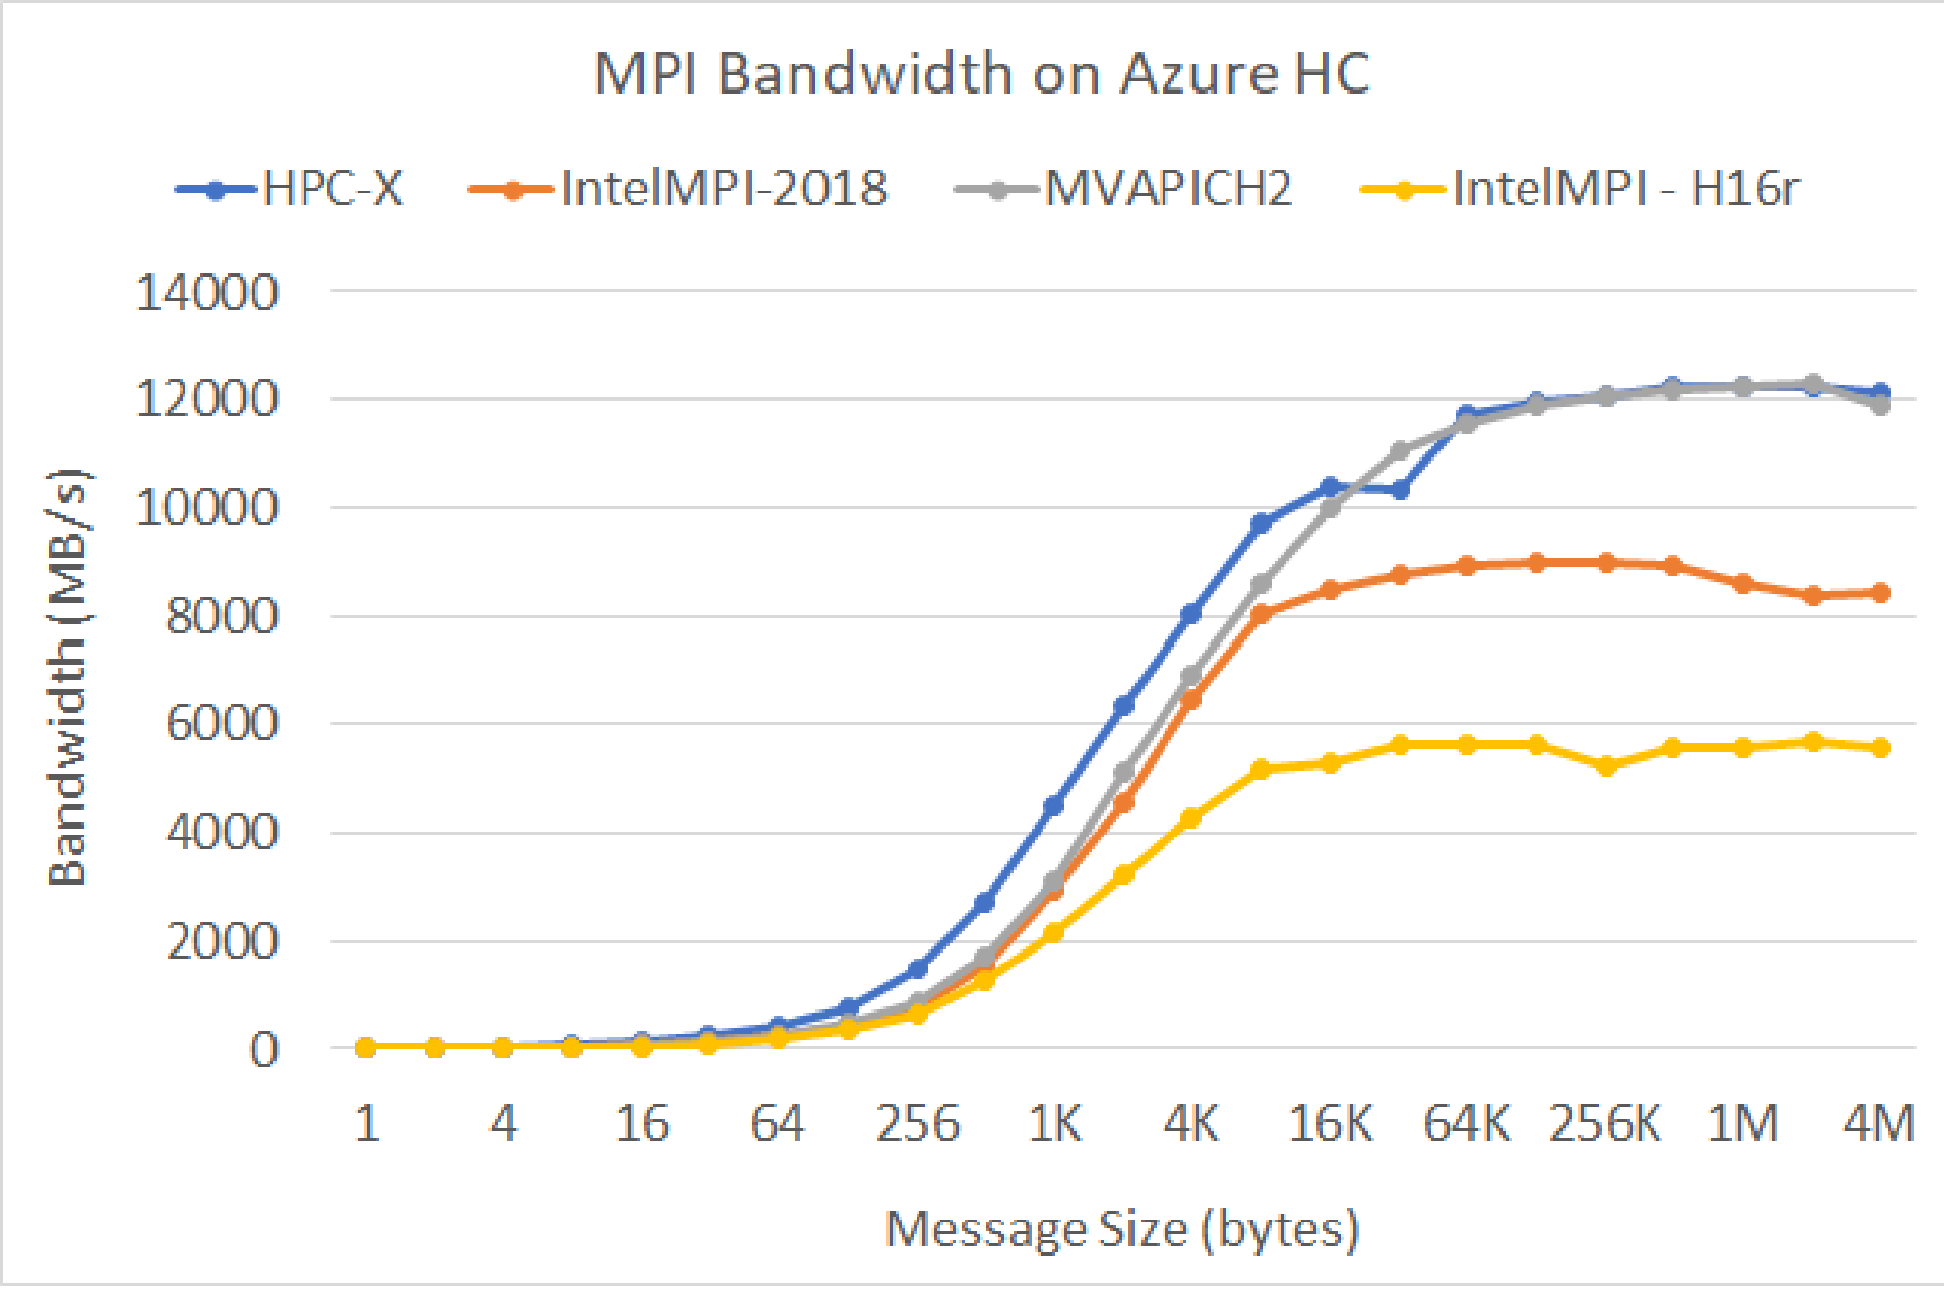 MPI Bandwidth on Azure HC
HPC-X IntelMPI-2018 MVAPICH2 IntelMPI - H16r
14000
12000
10000
8000
6000
4000
2000
0
Bandwidth (MB/s)
1 4 16 64 256 1K 4K 16K 64K 256K 1M 4M
Message Size (bytes)